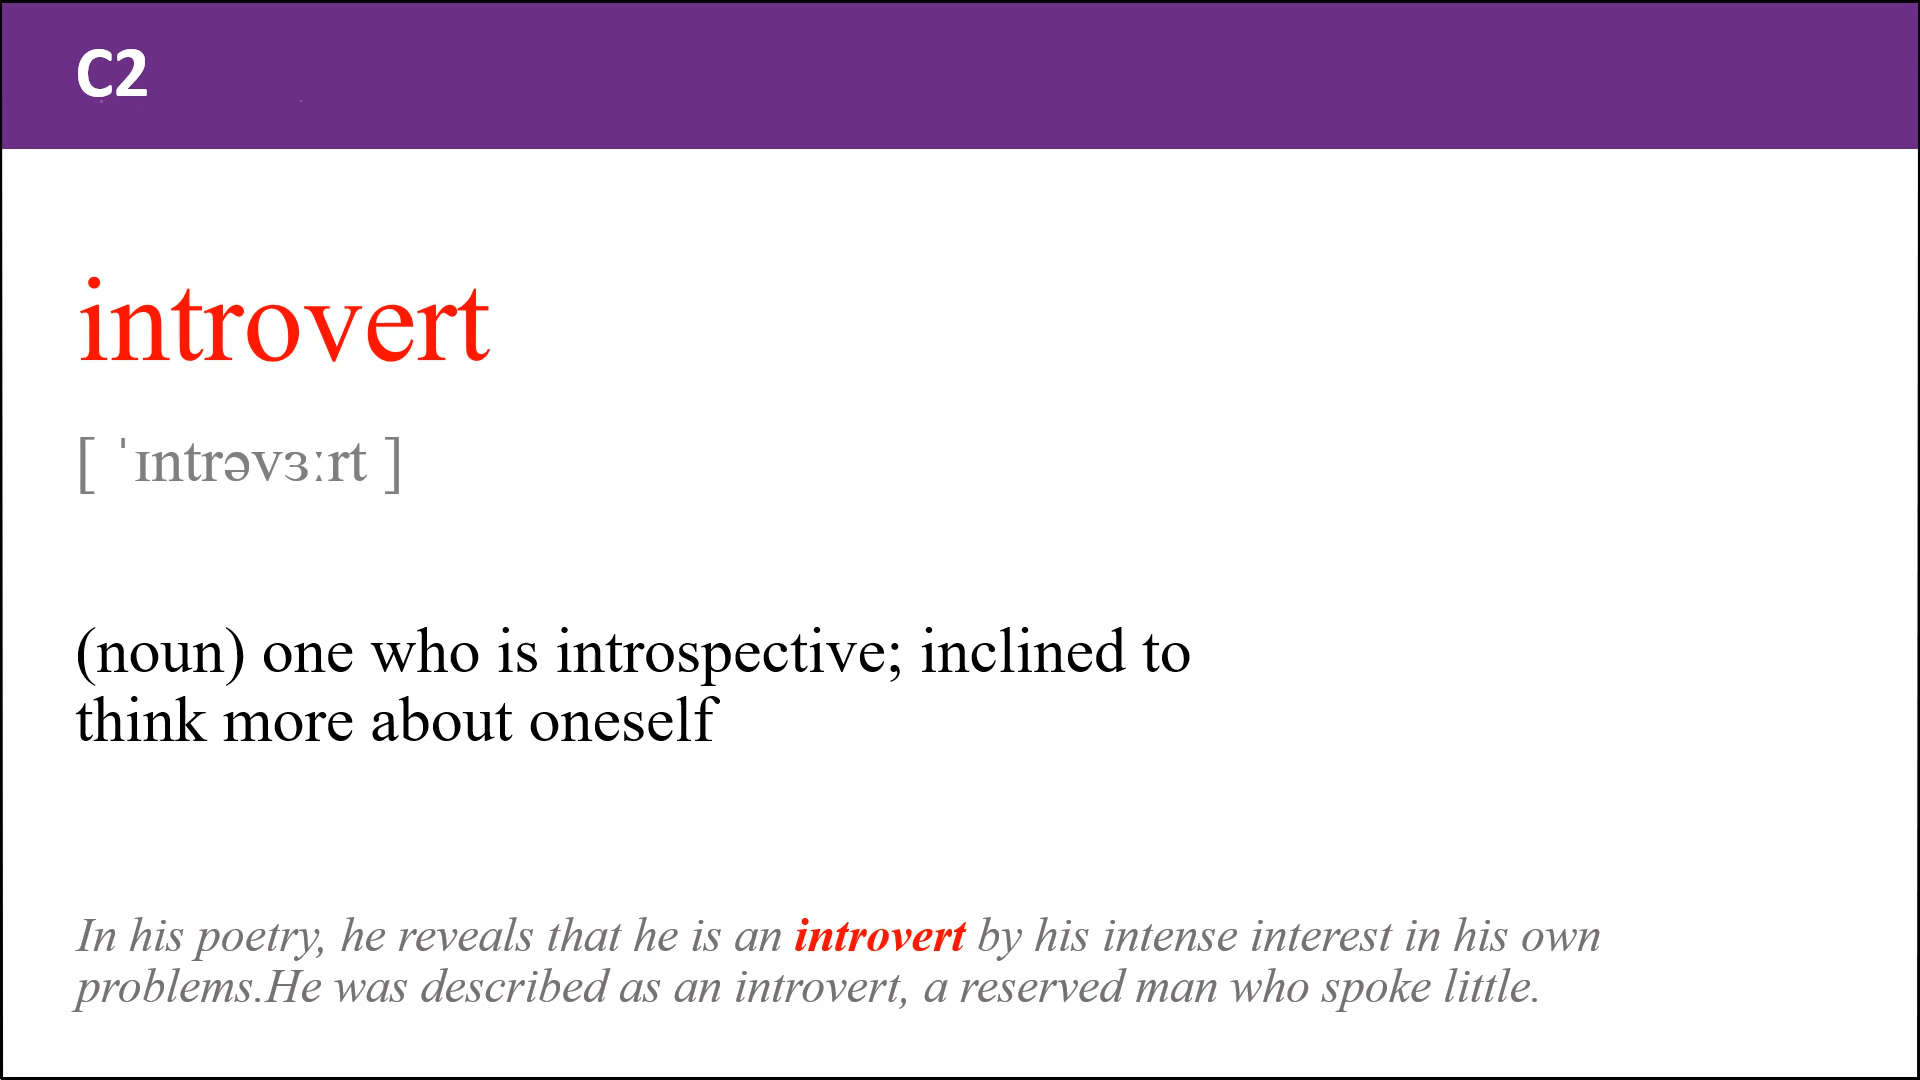 C2
introvert
[ ˈɪntrəvɜːrt ]
(noun) one who is introspective; inclined to
think more about oneself
In his poetry, he reveals that he is an introvert by his intense interest in his own
problems.He was described as an introvert, a reserved man who spoke little.